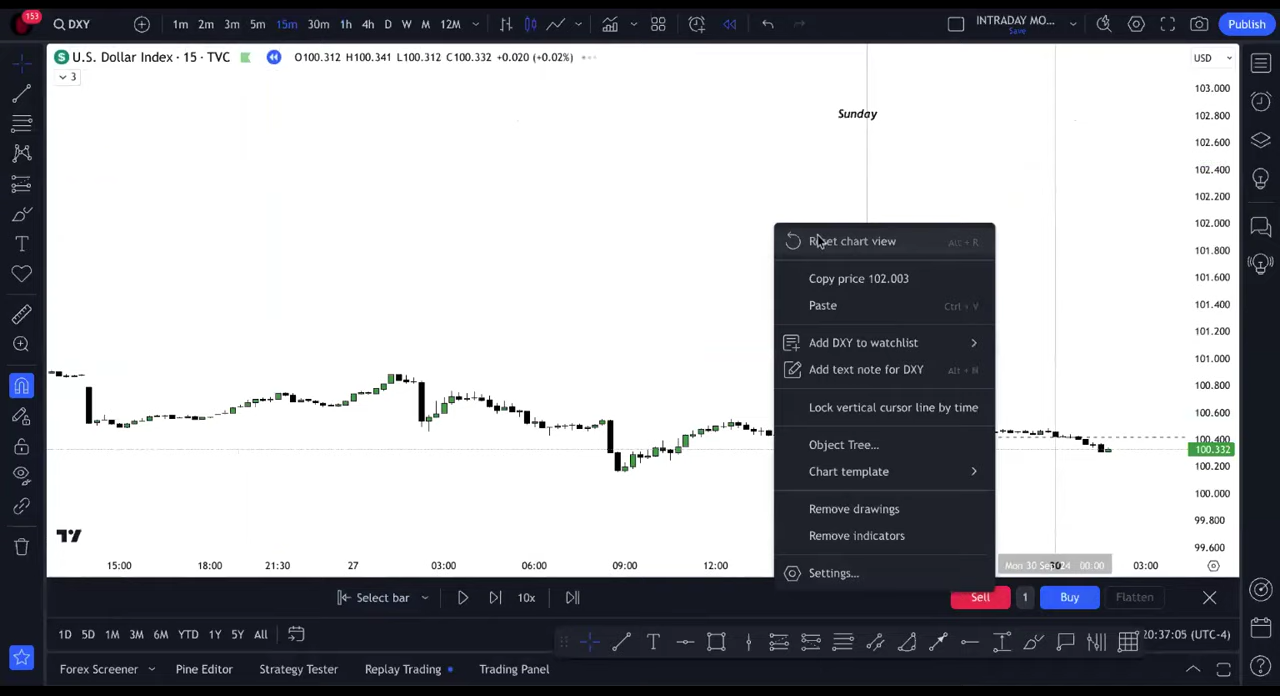 153
DXY
1m 2m 3m 5m 15m 30m 1h 4h D W M 12M
INTRADAY MO...
Save
Publish
S U.S. Dollar Index · 15 · TVC O100.312 H100.341 L100.312 C100.332 +0.020 (+0.02%)
3
USD
103.000
102.800
102.600
102.400
102.200
102.000
101.800
101.600
101.400
101.200
101.000
100.800
100.600
100.400
100.332
100.200
100.000
99.800
99.600
Sunday
Reset chart view Alt + R
Copy price 102.003
Paste Ctrl + V
Add DXY to watchlist
Add text note for DXY Alt + N
Lock vertical cursor line by time
Object Tree...
Chart template
Remove drawings
Remove indicators
Settings...
15:00 18:00 21:30 27 03:00 06:00 09:00 12:00 00:00 03:00
Select bar 10x
Sell 1 Buy Flatten
1D 5D 1M 3M 6M YTD 1Y 5Y All
20:37:05 (UTC-4)
Forex Screener Pine Editor Strategy Tester Replay Trading Trading Panel